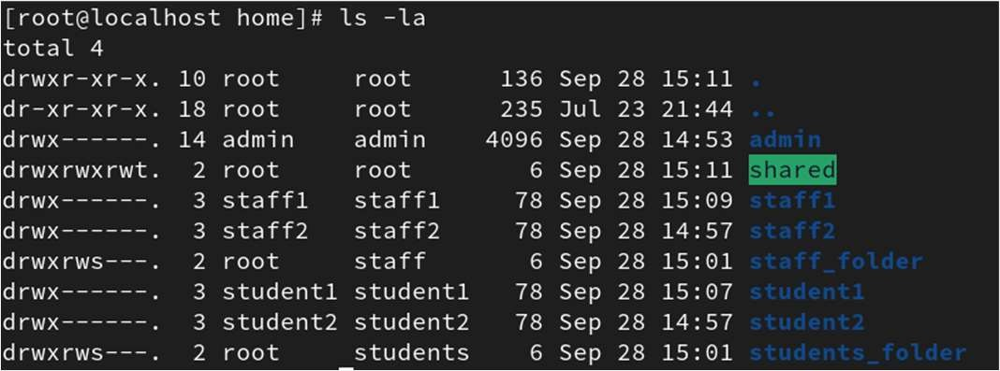 [root@localhost home]# ls -la
total 4
drwxr-xr-x. 10 root     root      136 Sep 28 15:11 .
dr-xr-xr-x. 18 root     root      235 Jul 23 21:44 ..
drwx------. 14 admin    admin    4096 Sep 28 14:53 admin
drwxrwxrwt.  2 root     root        6 Sep 28 15:11 shared
drwx------.  3 staff1   staff1     78 Sep 28 15:09 staff1
drwx------.  3 staff2   staff2     78 Sep 28 14:57 staff2
drwxrws---.  2 root     staff       6 Sep 28 15:01 staff_folder
drwx------.  3 student1 student1   78 Sep 28 15:07 student1
drwx------.  3 student2 student2   78 Sep 28 14:57 student2
drwxrws---.  2 root     students    6 Sep 28 15:01 students_folder